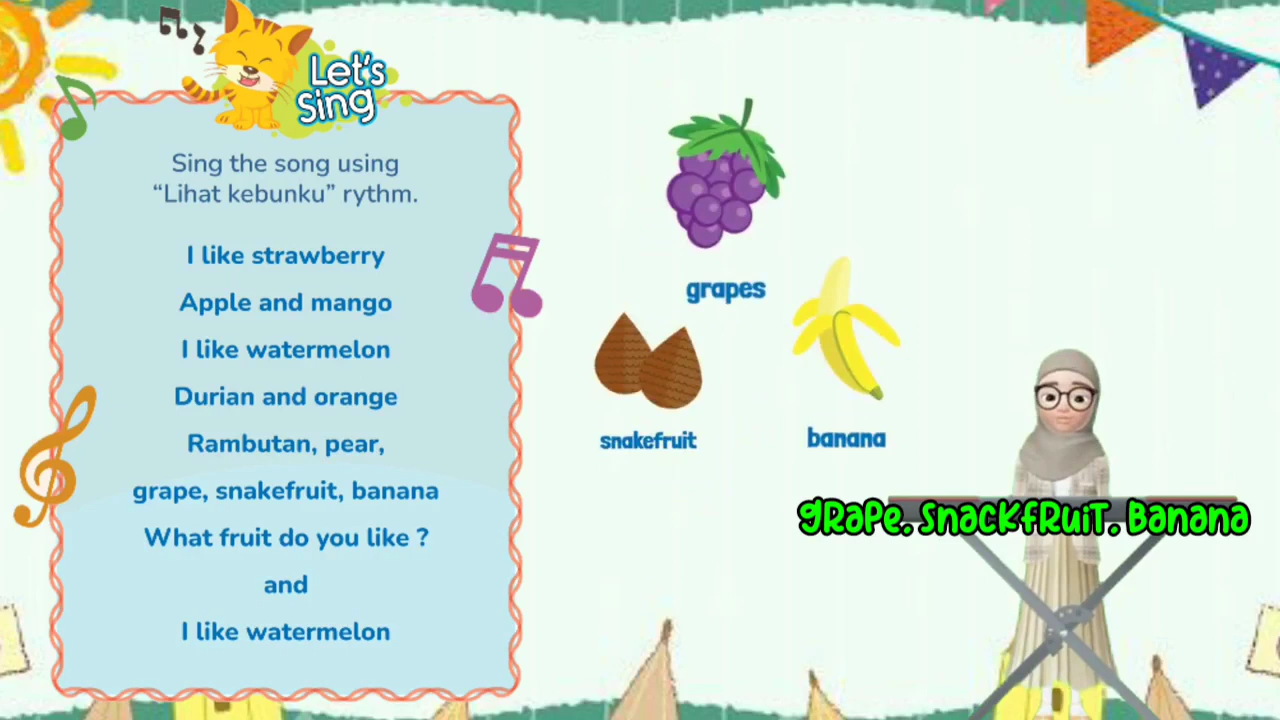 Let's
Sing
Sing the song using
“Lihat kebunku” rythm.
I like strawberry
Apple and mango
I like watermelon
Durian and orange
Rambutan, pear,
grape, snakefruit, banana
What fruit do you like ?
and
I like watermelon
grapes
snakefruit
banana
gRaPe. SnackfRuiT. Banana